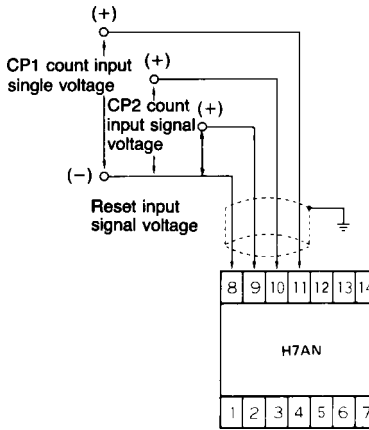 (+)
CP1 count input
single voltage
(+)
CP2 count
input signal
voltage
(+)
(−)
Reset input
signal voltage
8 9 10 11 12 13 14
H7AN
1 2 3 4 5 6 7